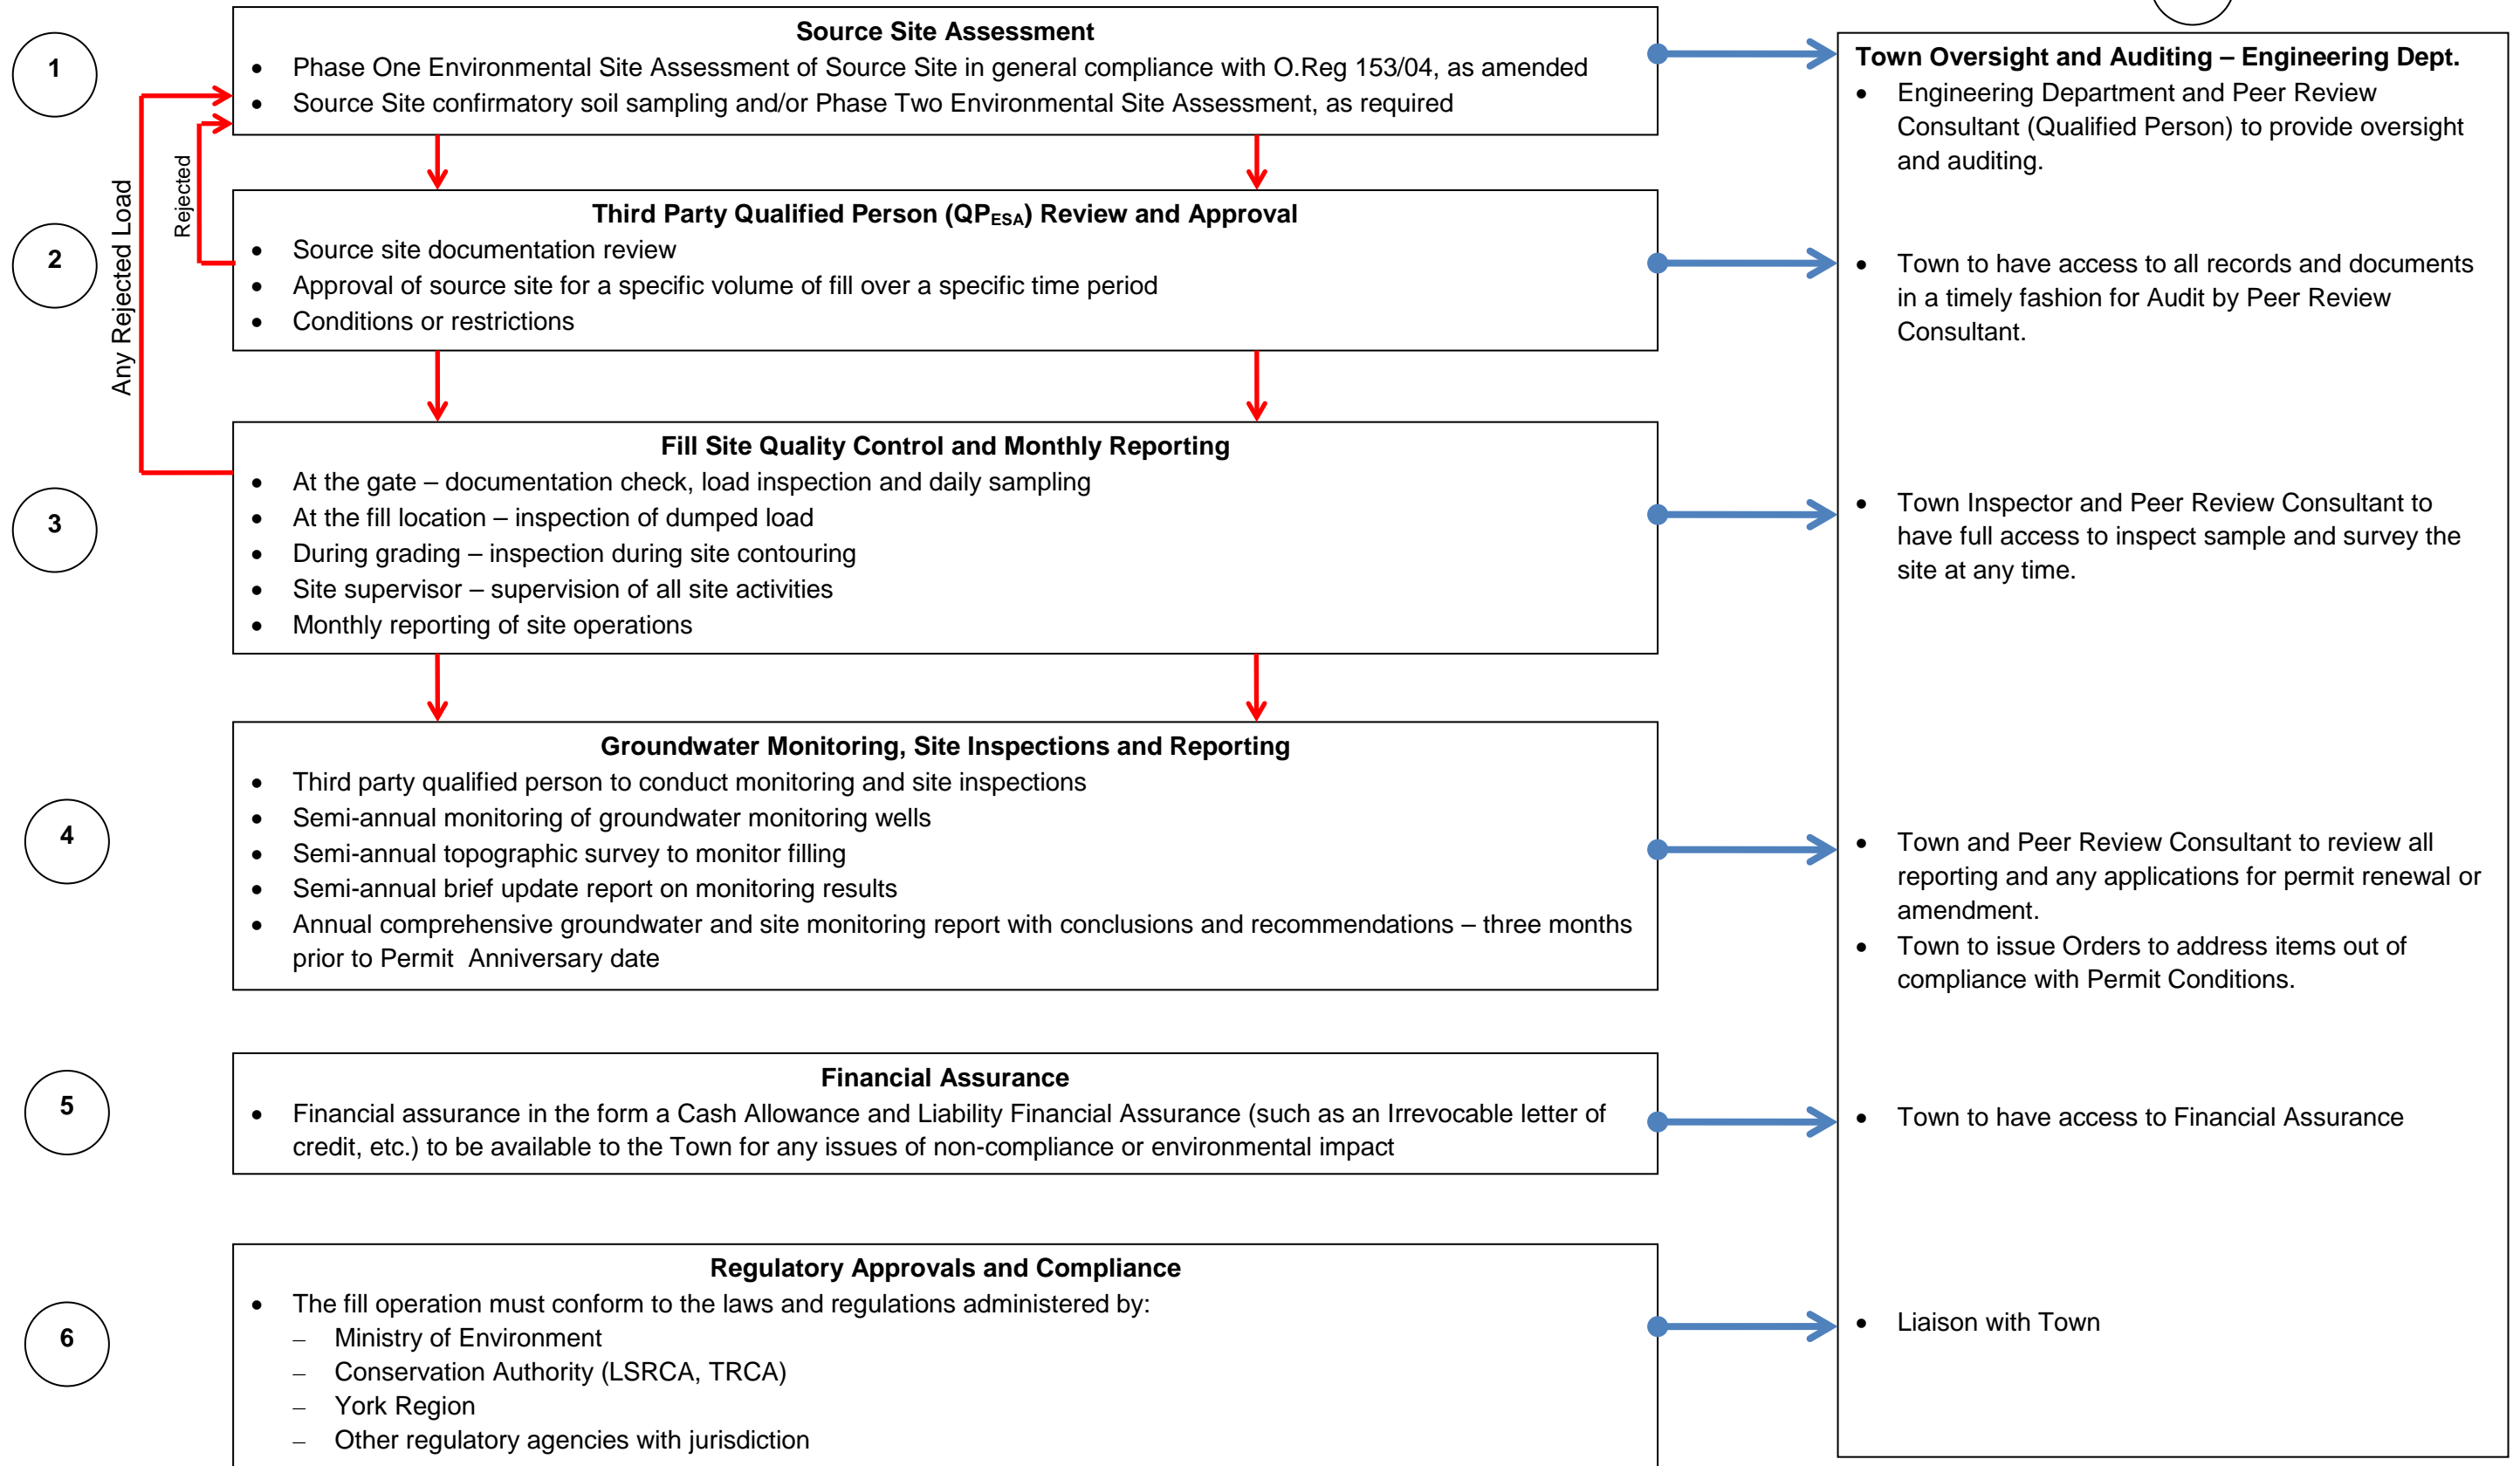 1
Source Site Assessment
• Phase One Environmental Site Assessment of Source Site in general compliance with O.Reg 153/04, as amended
• Source Site confirmatory soil sampling and/or Phase Two Environmental Site Assessment, as required
Any Rejected Load
Rejected
2
Third Party Qualified Person (QPESA) Review and Approval
• Source site documentation review
• Approval of source site for a specific volume of fill over a specific time period
• Conditions or restrictions
3
Fill Site Quality Control and Monthly Reporting
• At the gate – documentation check, load inspection and daily sampling
• At the fill location – inspection of dumped load
• During grading – inspection during site contouring
• Site supervisor – supervision of all site activities
• Monthly reporting of site operations
4
Groundwater Monitoring, Site Inspections and Reporting
• Third party qualified person to conduct monitoring and site inspections
• Semi-annual monitoring of groundwater monitoring wells
• Semi-annual topographic survey to monitor filling
• Semi-annual brief update report on monitoring results
• Annual comprehensive groundwater and site monitoring report with conclusions and recommendations – three months
prior to Permit Anniversary date
5
Financial Assurance
• Financial assurance in the form a Cash Allowance and Liability Financial Assurance (such as an Irrevocable letter of
credit, etc.) to be available to the Town for any issues of non-compliance or environmental impact
6
Regulatory Approvals and Compliance
• The fill operation must conform to the laws and regulations administered by:
– Ministry of Environment
– Conservation Authority (LSRCA, TRCA)
– York Region
– Other regulatory agencies with jurisdiction
Town Oversight and Auditing – Engineering Dept.
• Engineering Department and Peer Review
Consultant (Qualified Person) to provide oversight
and auditing.
• Town to have access to all records and documents
in a timely fashion for Audit by Peer Review
Consultant.
• Town Inspector and Peer Review Consultant to
have full access to inspect sample and survey the
site at any time.
• Town and Peer Review Consultant to review all
reporting and any applications for permit renewal or
amendment.
• Town to issue Orders to address items out of
compliance with Permit Conditions.
• Town to have access to Financial Assurance
• Liaison with Town